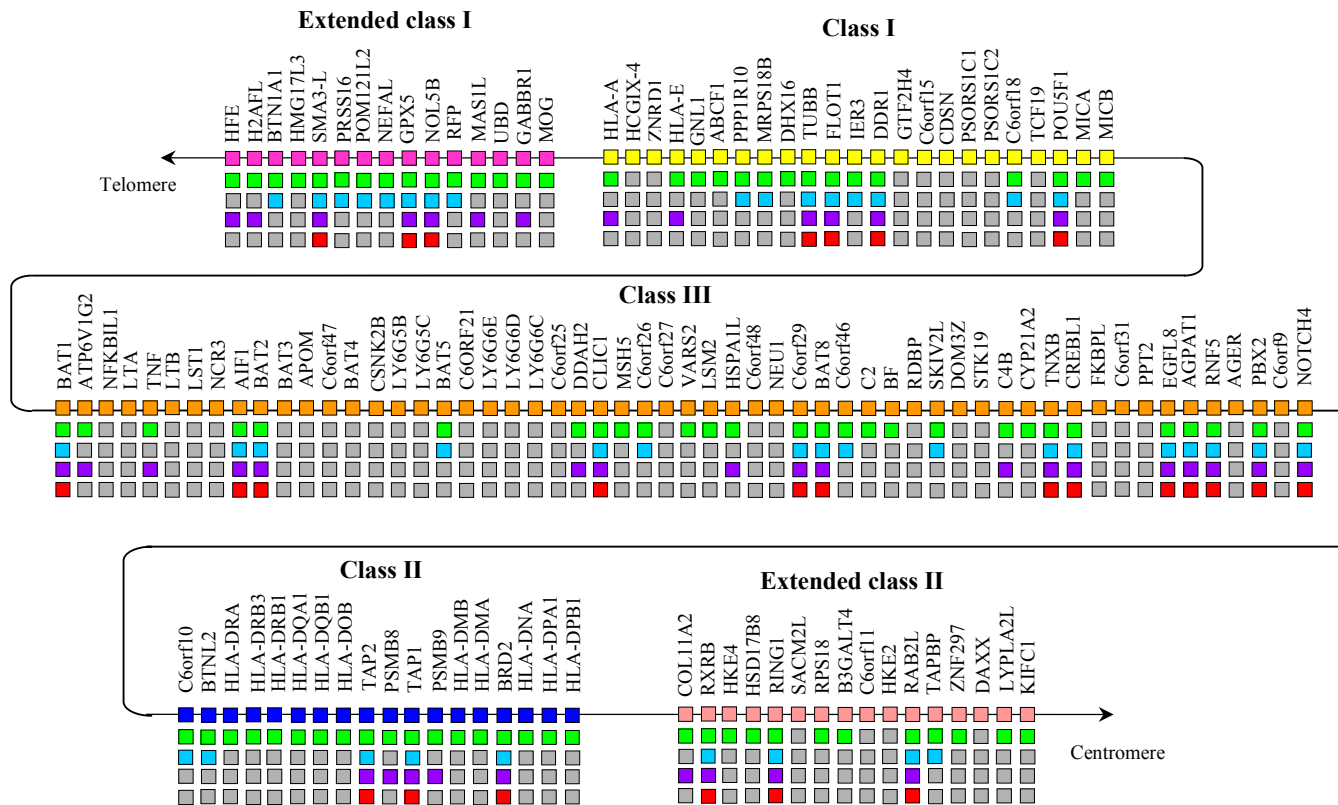 Extended class I
Class I
HFE
H2AFL
BTN1A1
HMG17L3
SMA3-L
PRSS16
POM121L2
NEFAL
GPX5
NOL5B
RFP
MAS1L
UBD
GABBR1
MOG
HLA-A
HCGIX-4
ZNRD1
HLA-E
GNL1
ABCF1
PPP1R10
MRPS18B
DHX16
TUBB
FLOT1
IER3
DDR1
GTF2H4
C6orf15
CDSN
PSORS1C1
PSORS1C2
C6orf18
TCF19
POU5F1
MICA
MICB
Telomere
Class III
BAT1
ATP6V1G2
NFKBIL1
LTA
TNF
LTB
LST1
NCR3
AIF1
BAT2
BAT3
APOM
C6orf47
BAT4
CSNK2B
LY6G5B
LY6G5C
BAT5
C6ORF21
LY6G6E
LY6G6D
LY6G6C
C6orf25
DDAH2
CLIC1
MSH5
C6orf26
C6orf27
VARS2
LSM2
HSPA1L
C6orf48
NEU1
C6orf29
BAT8
C6orf46
C2
BF
RDBP
SKIV2L
DOM3Z
STK19
C4B
CYP21A2
TNXB
CREBL1
FKBPL
C6orf31
PPT2
EGFL8
AGPAT1
RNF5
AGER
PBX2
C6orf9
NOTCH4
Class II
Extended class II
C6orf10
BTNL2
HLA-DRA
HLA-DRB3
HLA-DRB1
HLA-DQA1
HLA-DQB1
HLA-DOB
TAP2
PSMB8
TAP1
PSMB9
HLA-DMB
HLA-DMA
BRD2
HLA-DNA
HLA-DPA1
HLA-DPB1
COL11A2
RXRB
HKE4
HSD17B8
RING1
SACM2L
RPS18
B3GALT4
C6orf11
HKE2
RAB2L
TAPBP
ZNF297
DAXX
LYPLA2L
KIFC1
Centromere